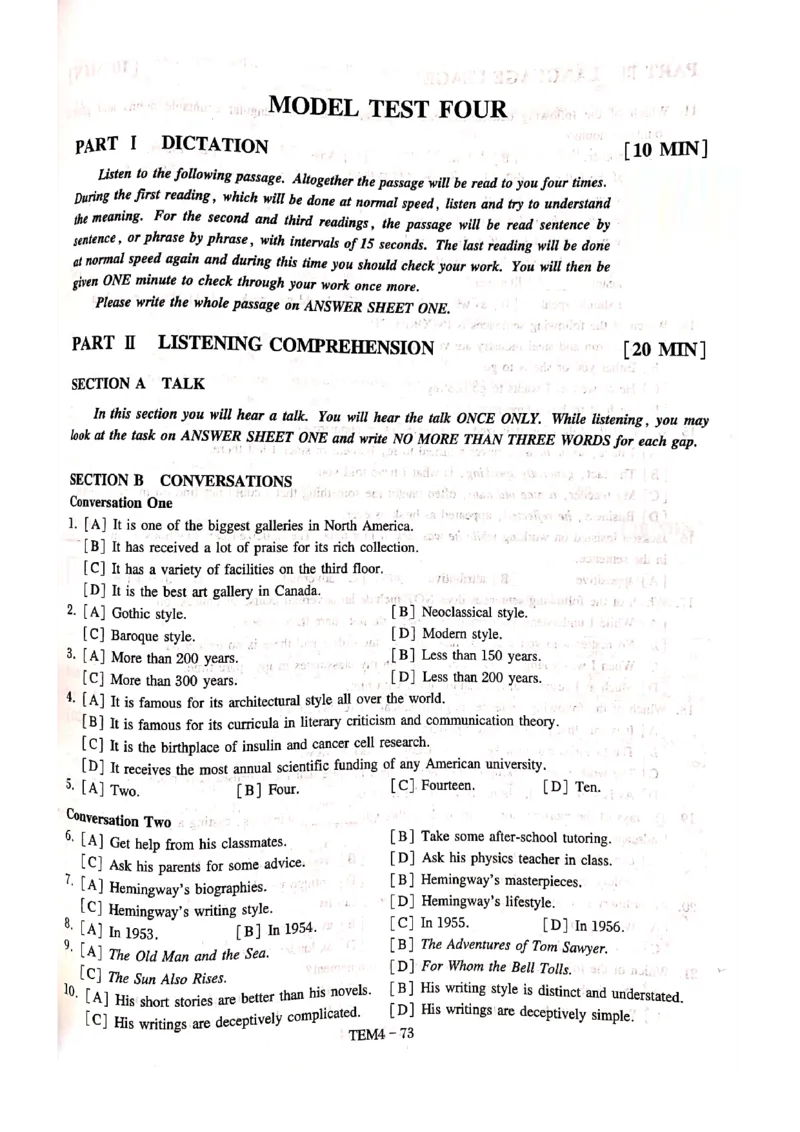 MODEL TEST FOUR
PART I DICTATION [10 MIN]
Listen to the following passage. Altogether the passage will be read to you four times.
During the first reading, which will be done at normal speed, listen and try to understand
the meaning. For the second and third readings, the passage will be read sentence by
sentence, or phrase by phrase, with intervals of 15 seconds. The last reading will be done
at normal speed again and during this time you should check your work. You will then be
given ONE minute to check through your work once more.
Please write the whole passage on ANSWER SHEET ONE.
PART II LISTENING COMPREHENSION [20 MIN]
SECTION A TALK
In this section you will hear a talk. You will hear the talk ONCE ONLY. While listening, you may
look at the task on ANSWER SHEET ONE and write NO MORE THAN THREE WORDS for each gap.
SECTION B CONVERSATIONS
Conversation One
1. [A] It is one of the biggest galleries in North America.
[B] It has received a lot of praise for its rich collection.
[C] It has a variety of facilities on the third floor.
[D] It is the best art gallery in Canada.
2. [A] Gothic style. [B] Neoclassical style.
[C] Baroque style. [D] Modern style.
3. [A] More than 200 years. [B] Less than 150 years.
[C] More than 300 years. [D] Less than 200 years.
4. [A] It is famous for its architectural style all over the world.
[B] It is famous for its curricula in literary criticism and communication theory.
[C] It is the birthplace of insulin and cancer cell research.
[D] It receives the most annual scientific funding of any American university.
5. [A] Two. [B] Four. [C] Fourteen. [D] Ten.
Conversation Two
6. [A] Get help from his classmates. [B] Take some after-school tutoring.
[C] Ask his parents for some advice. [D] Ask his physics teacher in class.
7. [A] Hemingway's biographies. [B] Hemingway's masterpieces.
[C] Hemingway's writing style. [D] Hemingway's lifestyle.
8. [A] In 1953. [B] In 1954. [C] In 1955. [D] In 1956.
9. [A] The Old Man and the Sea. [B] The Adventures of Tom Sawyer.
[C] The Sun Also Rises. [D] For Whom the Bell Tolls.
10. [A] His short stories are better than his novels. [B] His writing style is distinct and understated.
[C] His writings are deceptively complicated. [D] His writings are deceptively simple.
TEM4-73